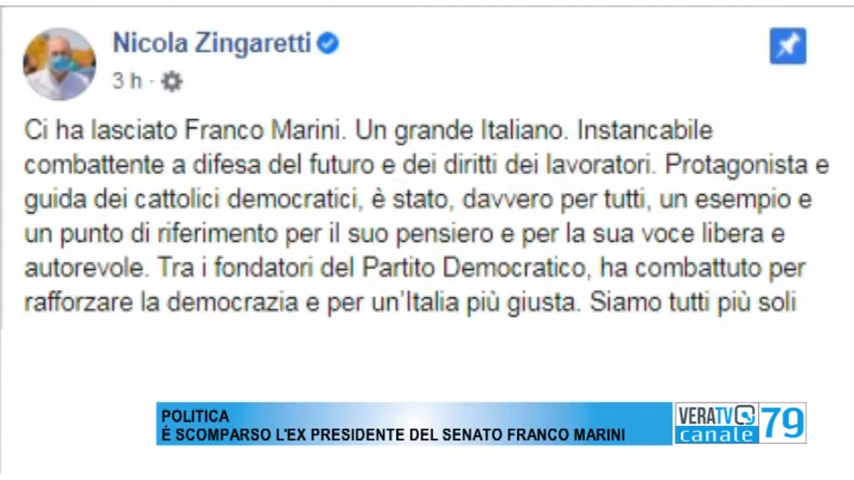 Nicola Zingaretti
3 h ·
Ci ha lasciato Franco Marini. Un grande Italiano. Instancabile
combattente a difesa del futuro e dei diritti dei lavoratori. Protagonista e
guida dei cattolici democratici, è stato, davvero per tutti, un esempio e
un punto di riferimento per il suo pensiero e per la sua voce libera e
autorevole. Tra i fondatori del Partito Democratico, ha combattuto per
rafforzare la democrazia e per un'Italia più giusta. Siamo tutti più soli
POLITICA
È SCOMPARSO L'EX PRESIDENTE DEL SENATO FRANCO MARINI
VERATV
canale 79